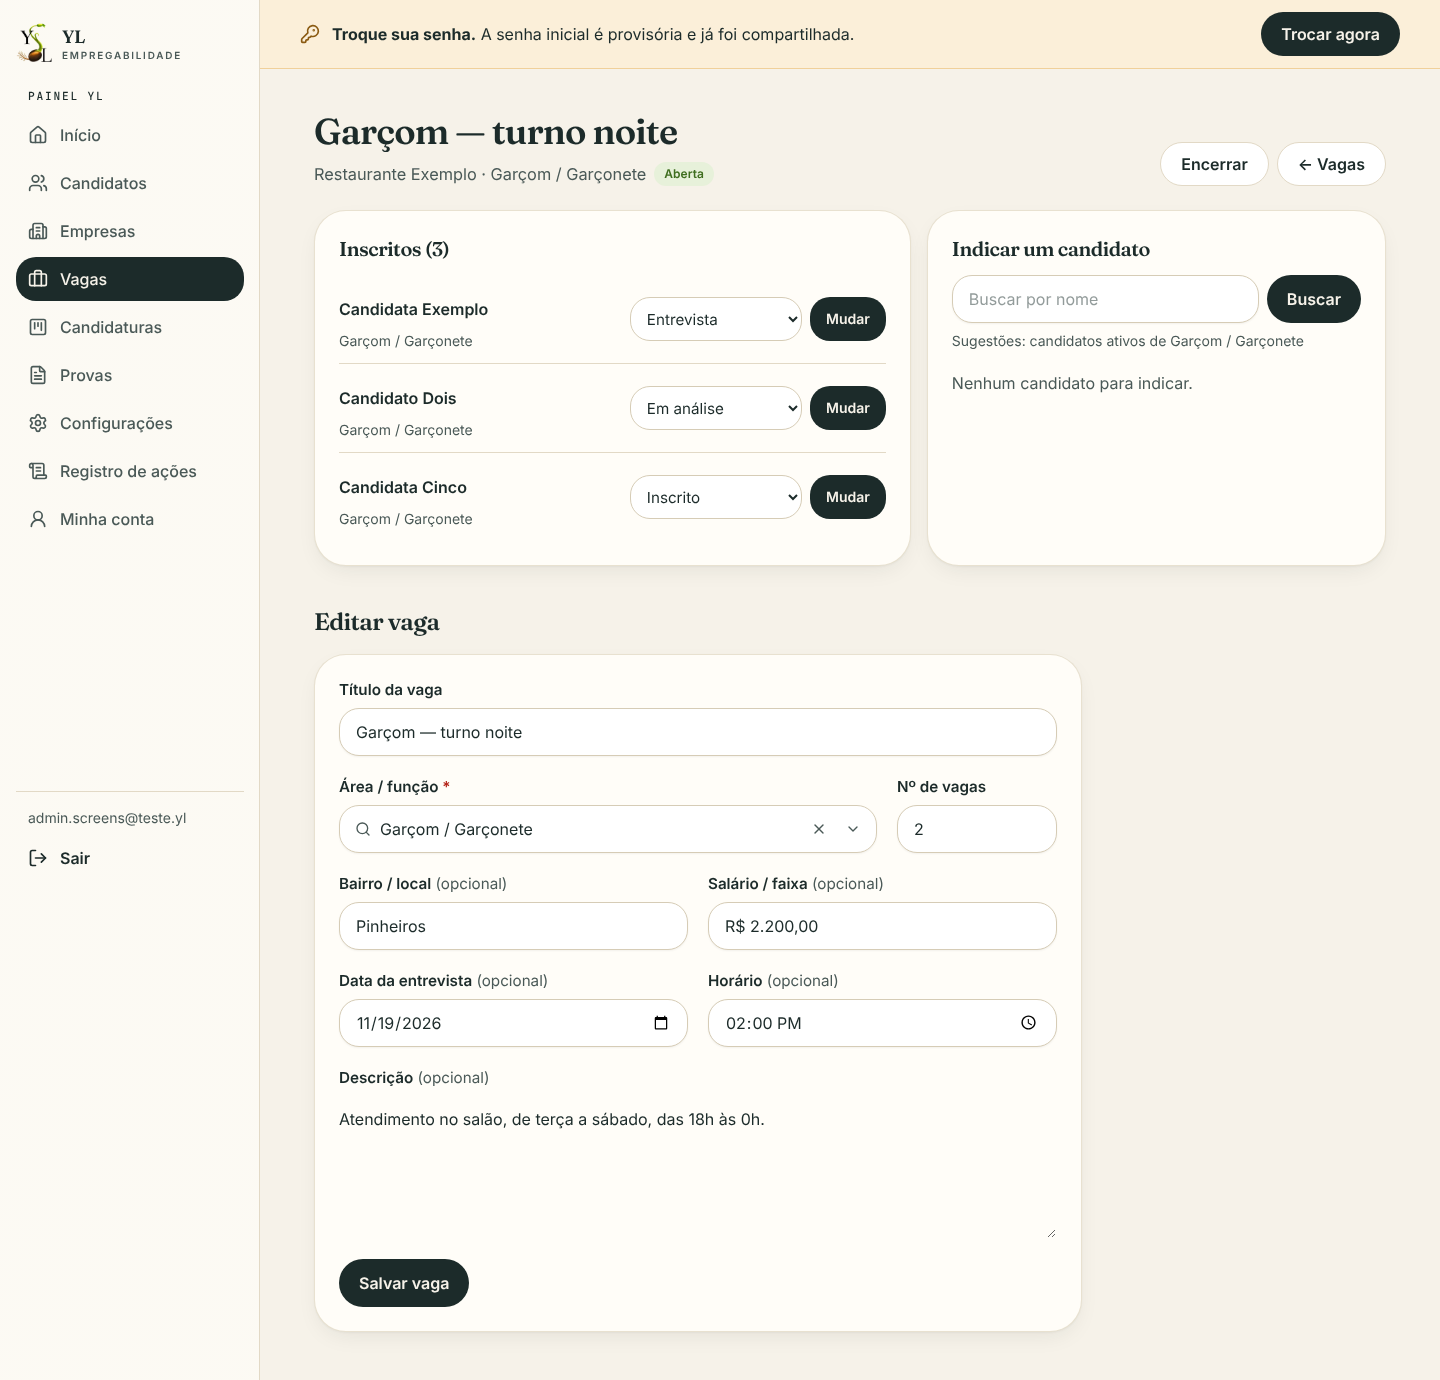 YL
YL
EMPREGABILIDADE
PAINEL YL
Início
Candidatos
Empresas
Vagas
Candidaturas
Provas
Configurações
Registro de ações
Minha conta
admin.screens@teste.yl
Sair
Troque sua senha. A senha inicial é provisória e já foi compartilhada.
Trocar agora
Garçom — turno noite
Restaurante Exemplo · Garçom / Garçonete Aberta
Encerrar
← Vagas
Inscritos (3)
Candidata Exemplo
Garçom / Garçonete
Entrevista
Mudar
Candidato Dois
Garçom / Garçonete
Em análise
Mudar
Candidata Cinco
Garçom / Garçonete
Inscrito
Mudar
Indicar um candidato
Buscar por nome
Buscar
Sugestões: candidatos ativos de Garçom / Garçonete
Nenhum candidato para indicar.
Editar vaga
Título da vaga
Garçom — turno noite
Área / função *
Garçom / Garçonete
Nº de vagas
2
Bairro / local (opcional)
Pinheiros
Salário / faixa (opcional)
R$ 2.200,00
Data da entrevista (opcional)
11/19/2026
Horário (opcional)
02:00 PM
Descrição (opcional)
Atendimento no salão, de terça a sábado, das 18h às 0h.
Salvar vaga